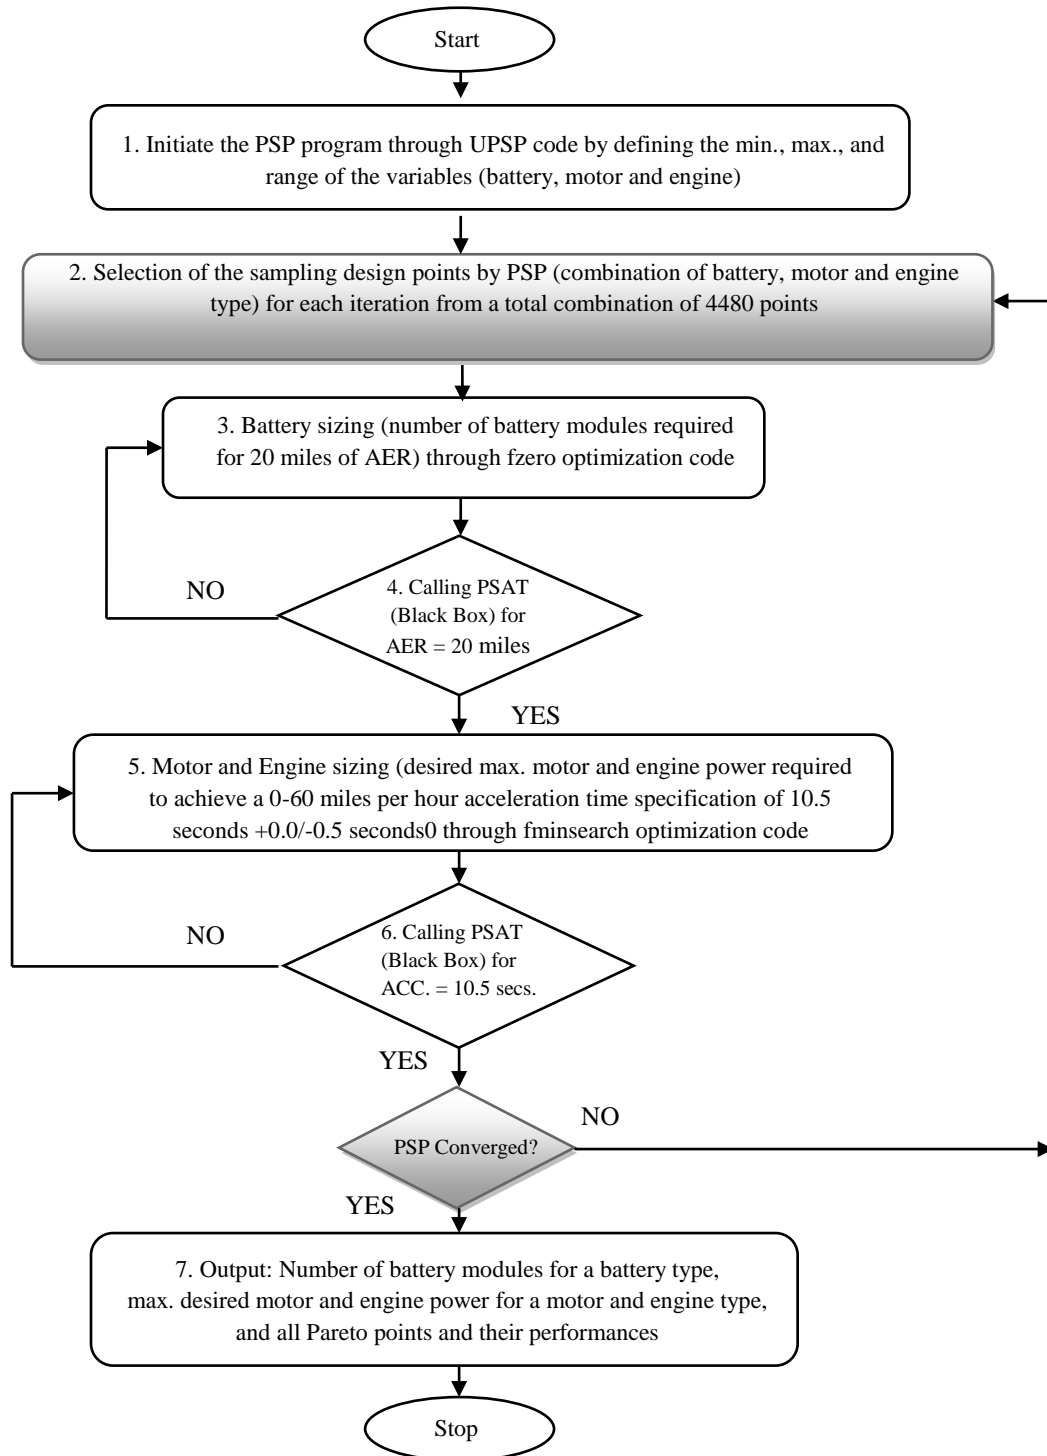 Start
1. Initiate the PSP program through UPSP code by defining the min., max., and
range of the variables (battery, motor and engine)
2. Selection of the sampling design points by PSP (combination of battery, motor and engine
type) for each iteration from a total combination of 4480 points
3. Battery sizing (number of battery modules required
for 20 miles of AER) through fzero optimization code
NO
4. Calling PSAT
(Black Box) for
AER = 20 miles
YES
5. Motor and Engine sizing (desired max. motor and engine power required
to achieve a 0-60 miles per hour acceleration time specification of 10.5
seconds +0.0/-0.5 seconds0 through fminsearch optimization code
NO
6. Calling PSAT
(Black Box) for
ACC. = 10.5 secs.
YES
NO
PSP Converged?
YES
7. Output: Number of battery modules for a battery type,
max. desired motor and engine power for a motor and engine type,
and all Pareto points and their performances
Stop